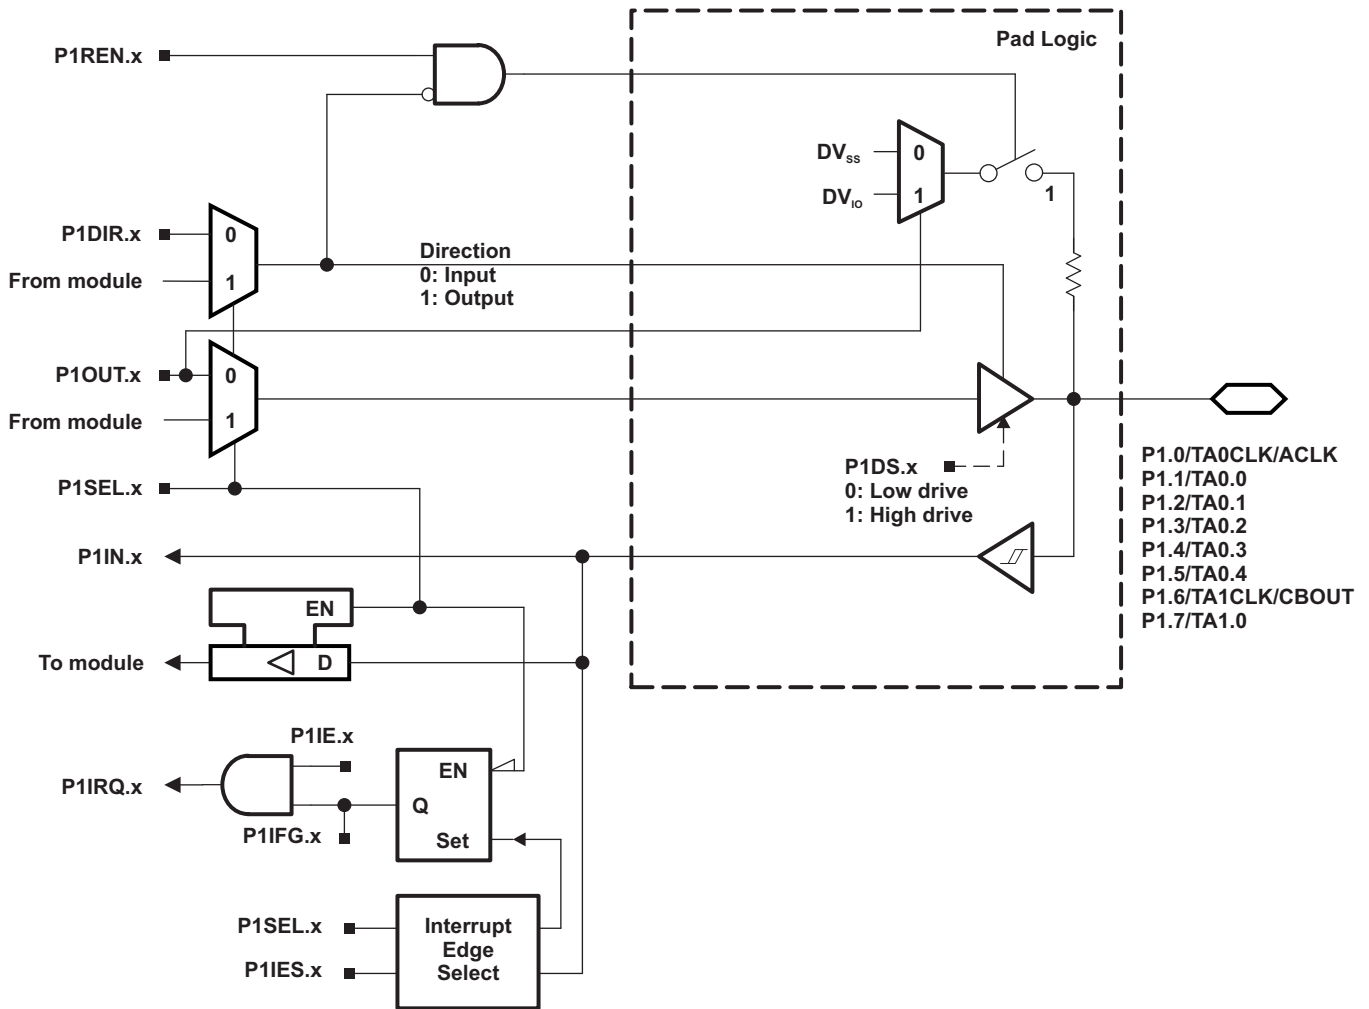 Pad Logic
P1REN.x
DVSS
0
DVIO
1
1
P1DIR.x
0
From module
1
Direction
0: Input
1: Output
P1OUT.x
0
From module
1
P1SEL.x
P1DS.x
0: Low drive
1: High drive
P1.0/TA0CLK/ACLK
P1.1/TA0.0
P1.2/TA0.1
P1.3/TA0.2
P1.4/TA0.3
P1.5/TA0.4
P1.6/TA1CLK/CBOUT
P1.7/TA1.0
P1IN.x
EN
To module
D
P1IE.x
P1IRQ.x
EN
Q
P1IFG.x
Set
P1SEL.x
P1IES.x
Interrupt
Edge
Select